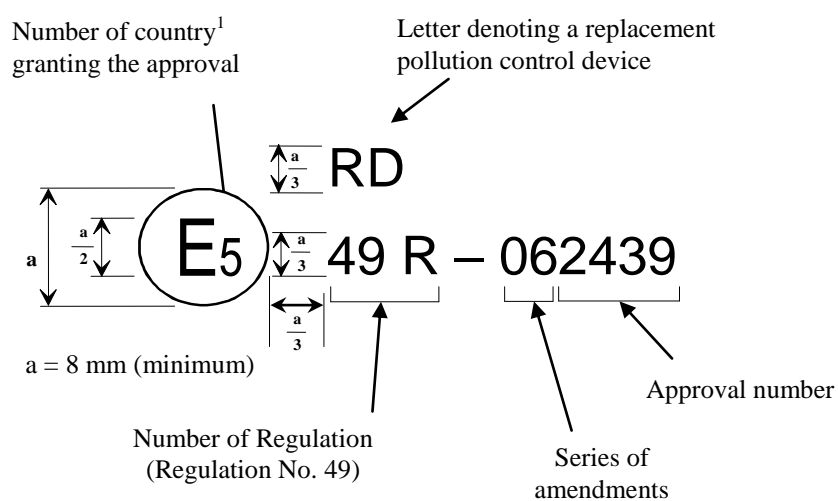 Number of country1
granting the approval
Letter denoting a replacement
pollution control device
a
3
RD
a
a
2
E5
a
3
49 R – 062439
a
3
a = 8 mm (minimum)
Approval number
Number of Regulation
(Regulation No. 49)
Series of
amendments